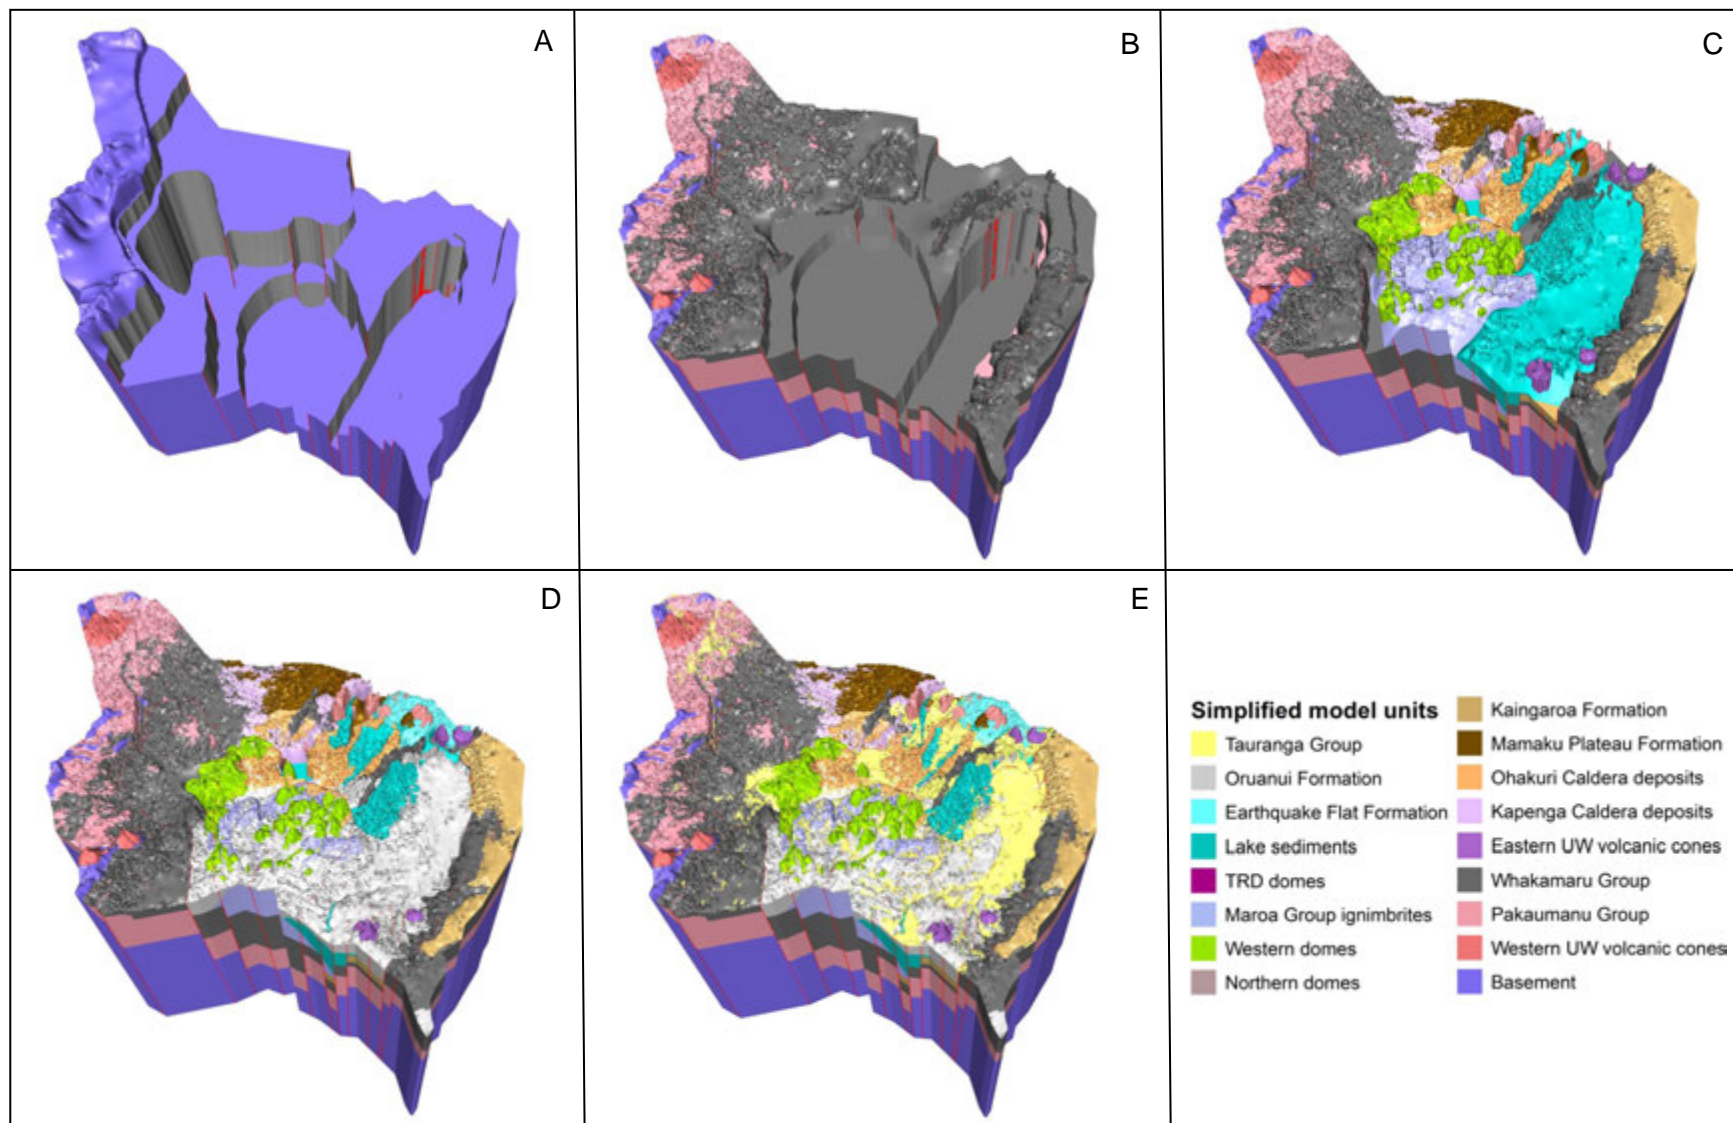 A
B
C
D
E
Simplified model units
Tauranga Group
Oruanui Formation
Earthquake Flat Formation
Lake sediments
TRD domes
Maroa Group ignimbrites
Western domes
Northern domes
Kaingaroa Formation
Mamaku Plateau Formation
Ohakuri Caldera deposits
Kapenga Caldera deposits
Eastern UW volcanic cones
Whakamaru Group
Pakaumanu Group
Western UW volcanic cones
Basement